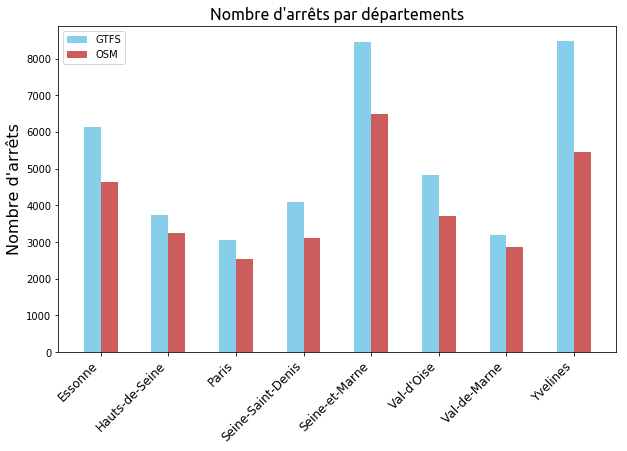 Nombre d'arrêts par départements
GTFS
OSM
Nombre d'arrêts
8000
7000
6000
5000
4000
3000
2000
1000
0
Essonne
Hauts-de-Seine
Paris
Seine-Saint-Denis
Seine-et-Marne
Val-d'Oise
Val-de-Marne
Yvelines